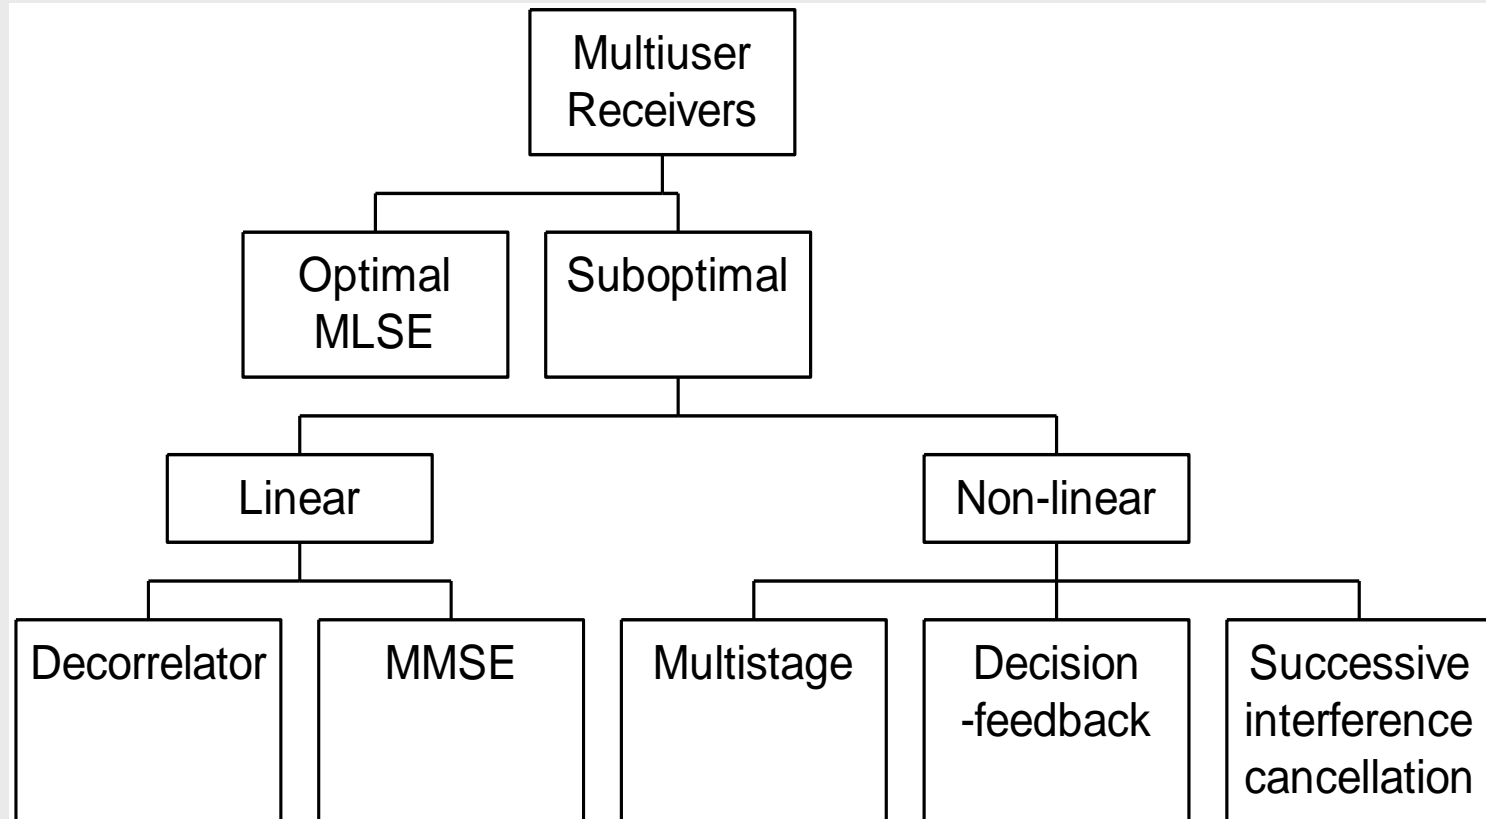 Multiuser
Receivers
Optimal
MLSE
Suboptimal
Linear
Non-linear
Decorrelator
MMSE
Multistage
Decision
-feedback
Successive
interference
cancellation